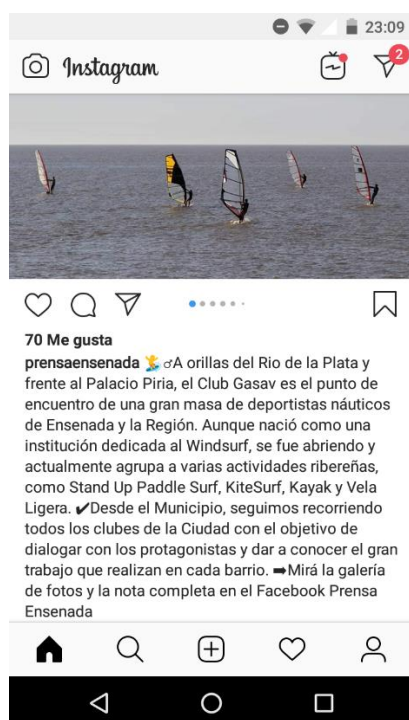 23:09
Instagram
2
70 Me gusta
prensaensenada 🏄♂A orillas del Rio de la Plata y
frente al Palacio Piria, el Club Gasav es el punto de
encuentro de una gran masa de deportistas náuticos
de Ensenada y la Región. Aunque nació como una
institución dedicada al Windsurf, se fue abriendo y
actualmente agrupa a varias actividades ribereñas,
como Stand Up Paddle Surf, KiteSurf, Kayak y Vela
Ligera. ✔Desde el Municipio, seguimos recorriendo
todos los clubes de la Ciudad con el objetivo de
dialogar con los protagonistas y dar a conocer el gran
trabajo que realizan en cada barrio. ➡Mirá la galería
de fotos y la nota completa en el Facebook Prensa
Ensenada